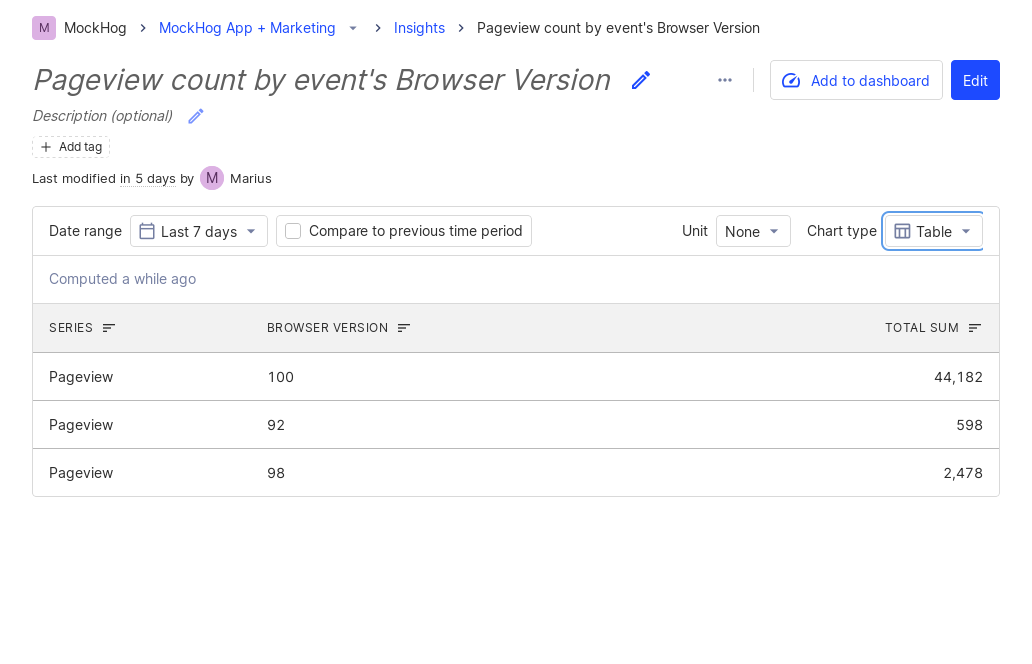 M MockHog > MockHog App + Marketing > Insights > Pageview count by event's Browser Version
Pageview count by event's Browser Version
Add to dashboard
Edit
Description (optional)
+ Add tag
Last modified in 5 days by M Marius
Date range Last 7 days Compare to previous time period Unit None Chart type Table
Computed a while ago
SERIES BROWSER VERSION TOTAL SUM
Pageview 100 44,182
Pageview 92 598
Pageview 98 2,478